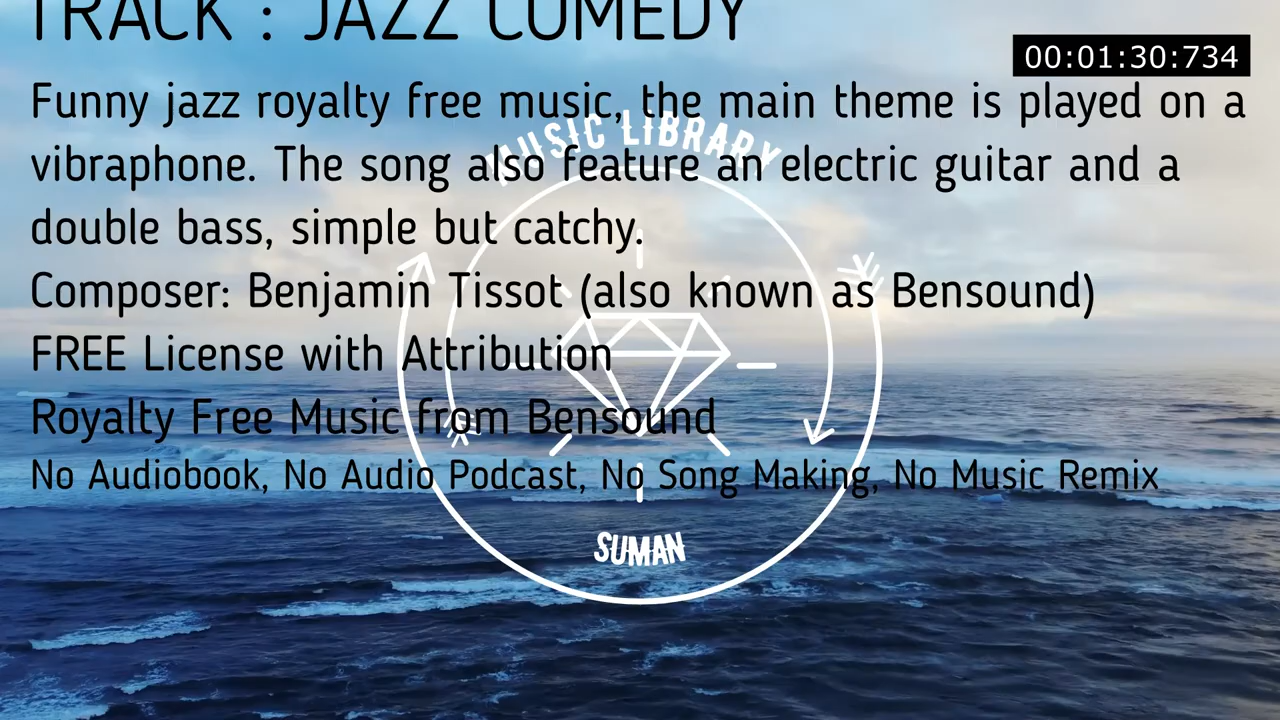 TRACK : JAZZ COMEDY
00:01:30:734
Funny jazz royalty free music, the main theme is played on a
vibraphone. The song also feature an electric guitar and a
double bass, simple but catchy.
Composer: Benjamin Tissot (also known as Bensound)
FREE License with Attribution
Royalty Free Music from Bensound
No Audiobook, No Audio Podcast, No Song Making, No Music Remix
MUSIC LIBRARY
SUMAN